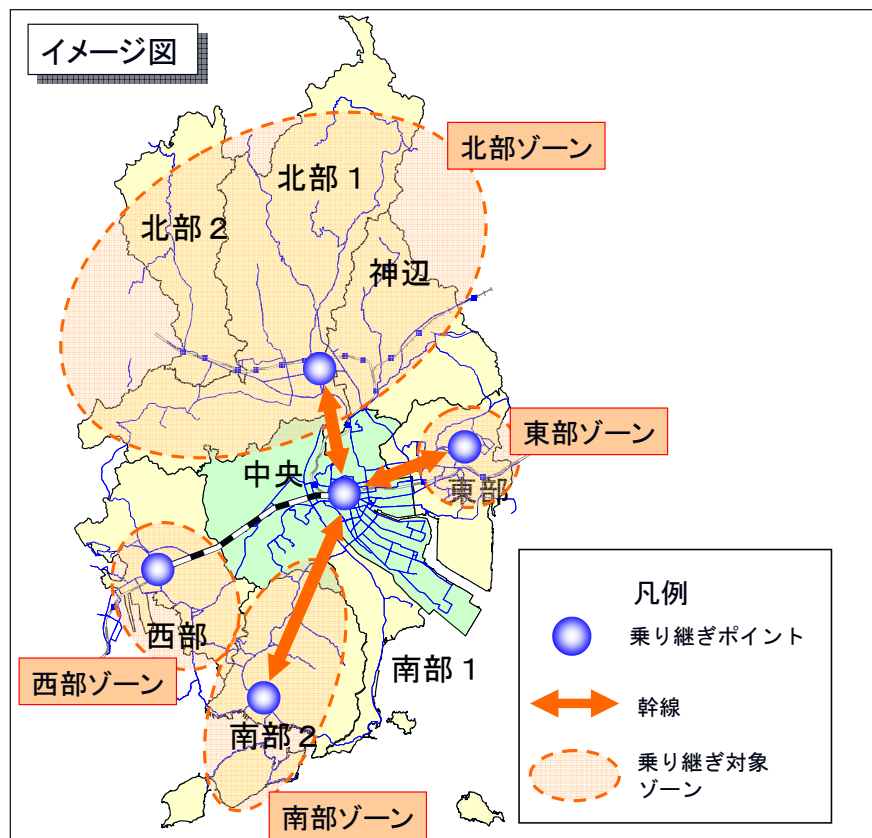 イメージ図
北部ゾーン
北部1
北部2
神辺
東部ゾーン
中央
東部
西部
西部ゾーン
南部1
南部2
南部ゾーン
凡例
乗り継ぎポイント
幹線
乗り継ぎ対象
ゾーン